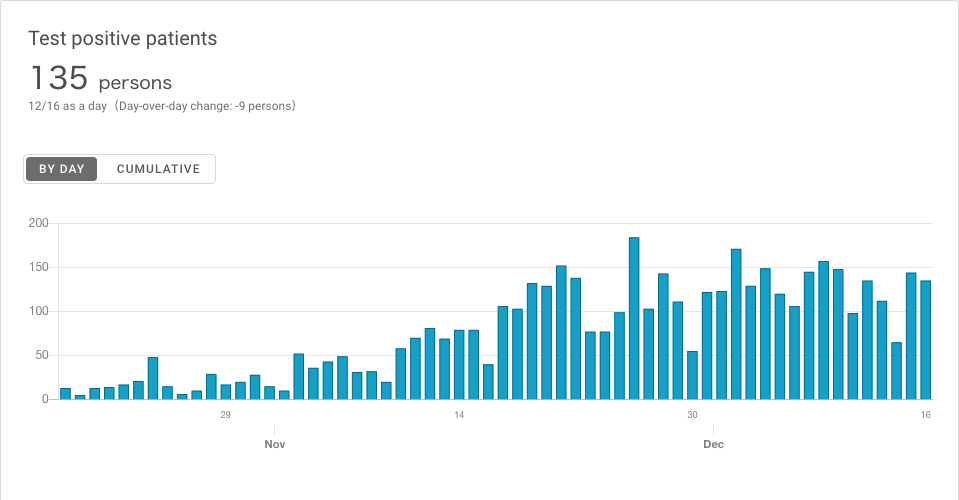 Test positive patients
135 persons
12/16 as a day（Day-over-day change: -9 persons）
BY DAY CUMULATIVE
200
150
100
50
0
29 14 30 16
Nov Dec